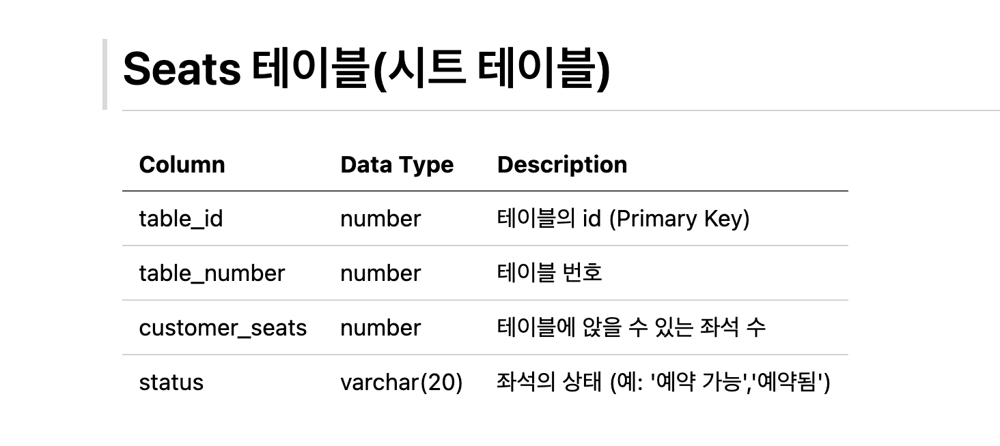 Seats 테이블(시트 테이블)
Column Data Type Description
table_id number 테이블의 id (Primary Key)
table_number number 테이블 번호
customer_seats number 테이블에 앉을 수 있는 좌석 수
status varchar(20) 좌석의 상태 (예: '예약 가능','예약됨')